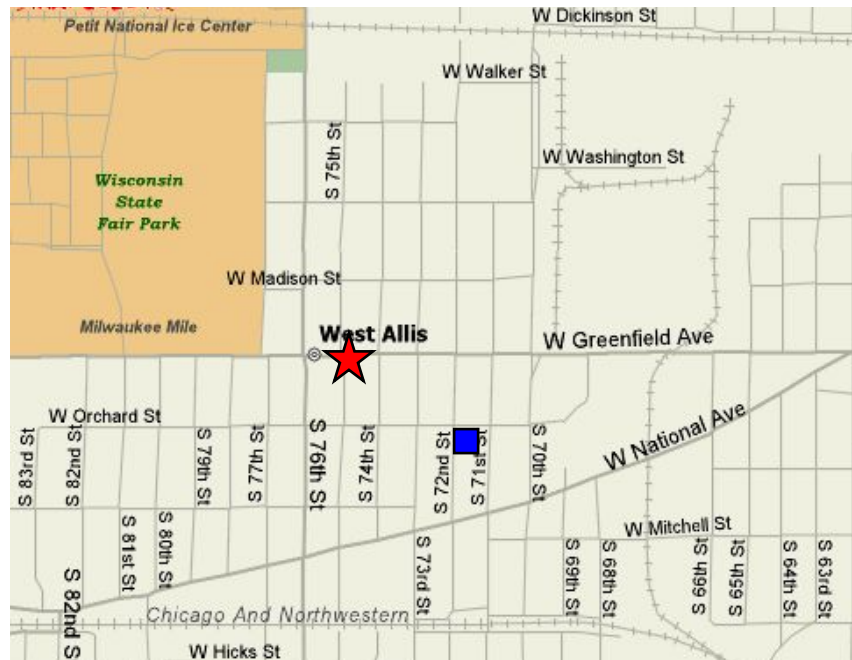 W Dickinson St
Petit National Ice Center
W Walker St
S 75th St
W Washington St
Wisconsin
State
Fair Park
W Madison St
Milwaukee Mile
West Allis
W Greenfield Ave
W Orchard St
S 83rd St
S 82nd St
S 79th St
S 77th St
S 76th St
S 74th St
S 72nd St
S 71st St
S 70th St
W National Ave
S 81st St
S 80th St
S 73rd St
W Mitchell St
S 69th St
S 68th St
S 66th St
S 65th St
S 64th St
S 63rd St
S 82nd S
Chicago And Northwestern
W Hicks St